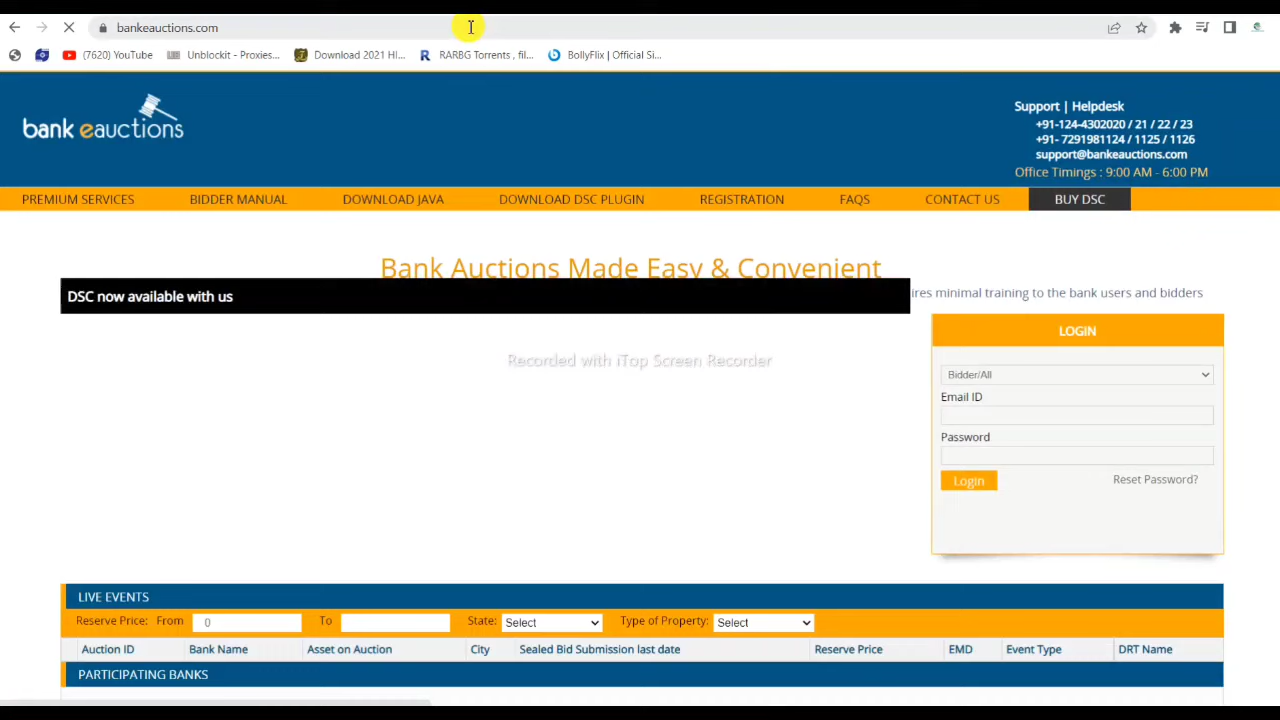 bankeauctions.com
(7620) YouTube Unblockit - Proxies... Download 2021 HI... RARBG Torrents , fil... BollyFlix | Official Si...
bank eauctions
Support | Helpdesk
+91-124-4302020 / 21 / 22 / 23
+91- 7291981124 / 1125 / 1126
support@bankeauctions.com
Office Timings : 9:00 AM - 6:00 PM
PREMIUM SERVICES BIDDER MANUAL DOWNLOAD JAVA DOWNLOAD DSC PLUGIN REGISTRATION FAQS CONTACT US BUY DSC
Bank Auctions Made Easy & Convenient
DSC now available with us
minimal training to the bank users and bidders
LOGIN
Recorded with iTop Screen Recorder
Bidder/All
Email ID
Password
Login Reset Password?
LIVE EVENTS
Reserve Price: From 0 To State: Select Type of Property: Select
Auction ID Bank Name Asset on Auction City Sealed Bid Submission last date Reserve Price EMD Event Type DRT Name
PARTICIPATING BANKS